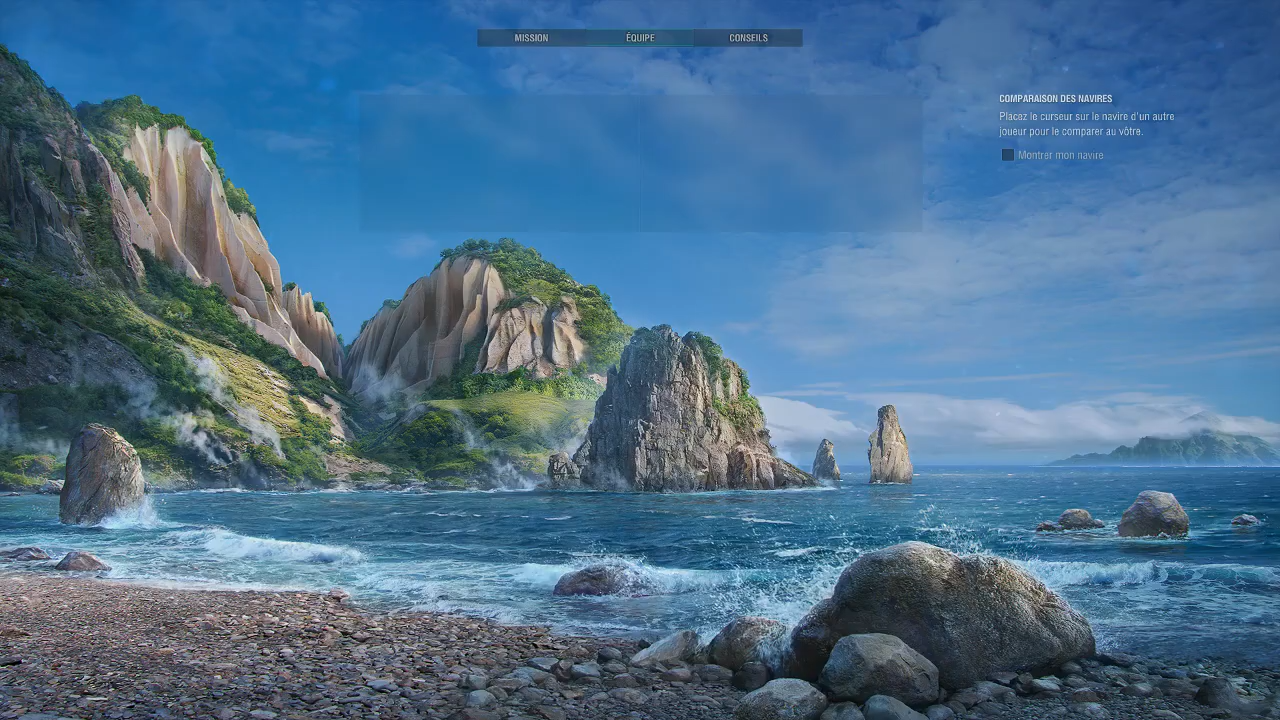 MISSION ÉQUIPE CONSEILS
COMPARAISON DES NAVIRES
Placez le curseur sur le navire d'un autre
joueur pour le comparer au vôtre.
Montrer mon navire